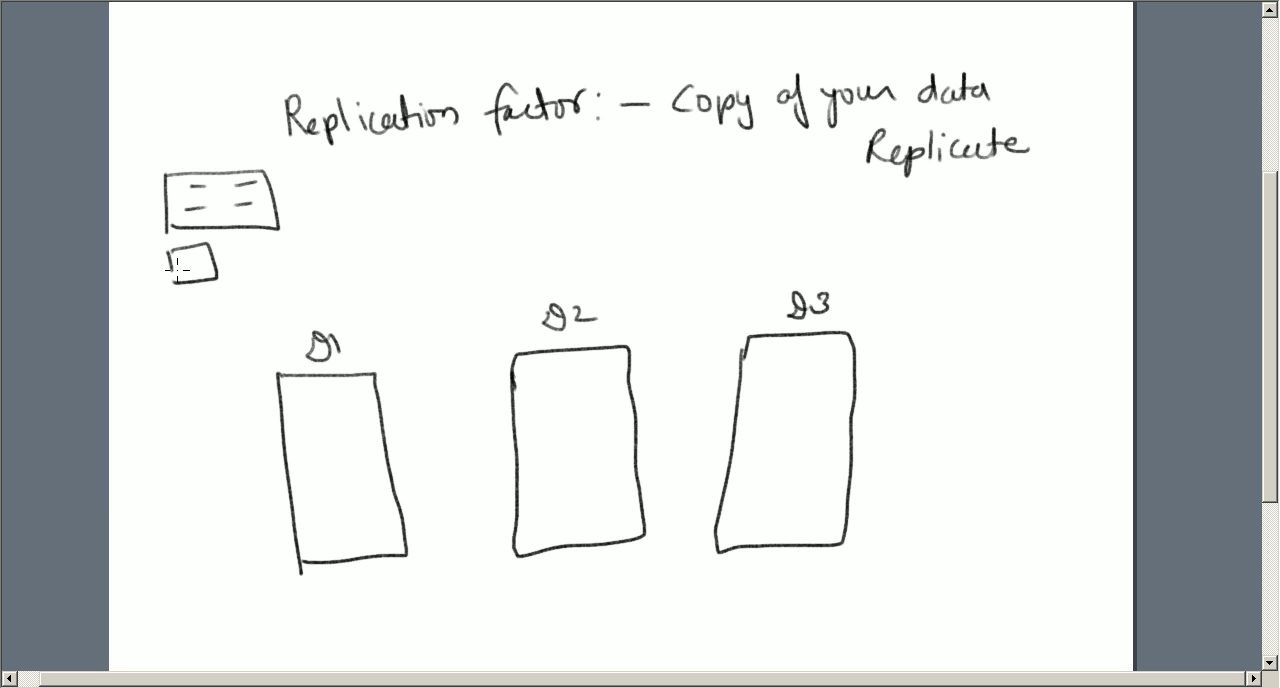 Replication factor: - Copy of your data
Replicate
D1
D2
D3